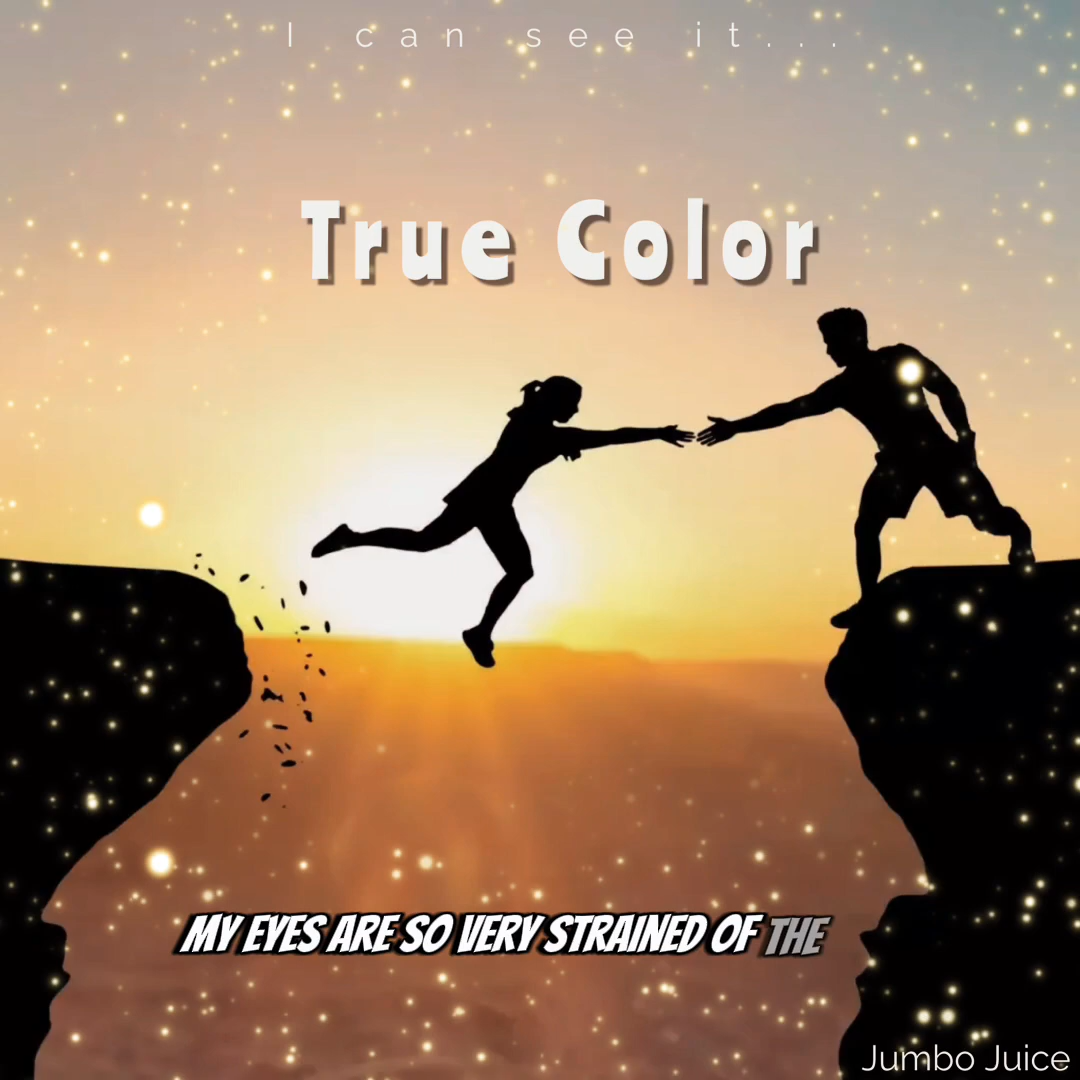 I can see it...
True Color
MY EYES ARE SO VERY STRAINED OF THE
Jumbo Juice